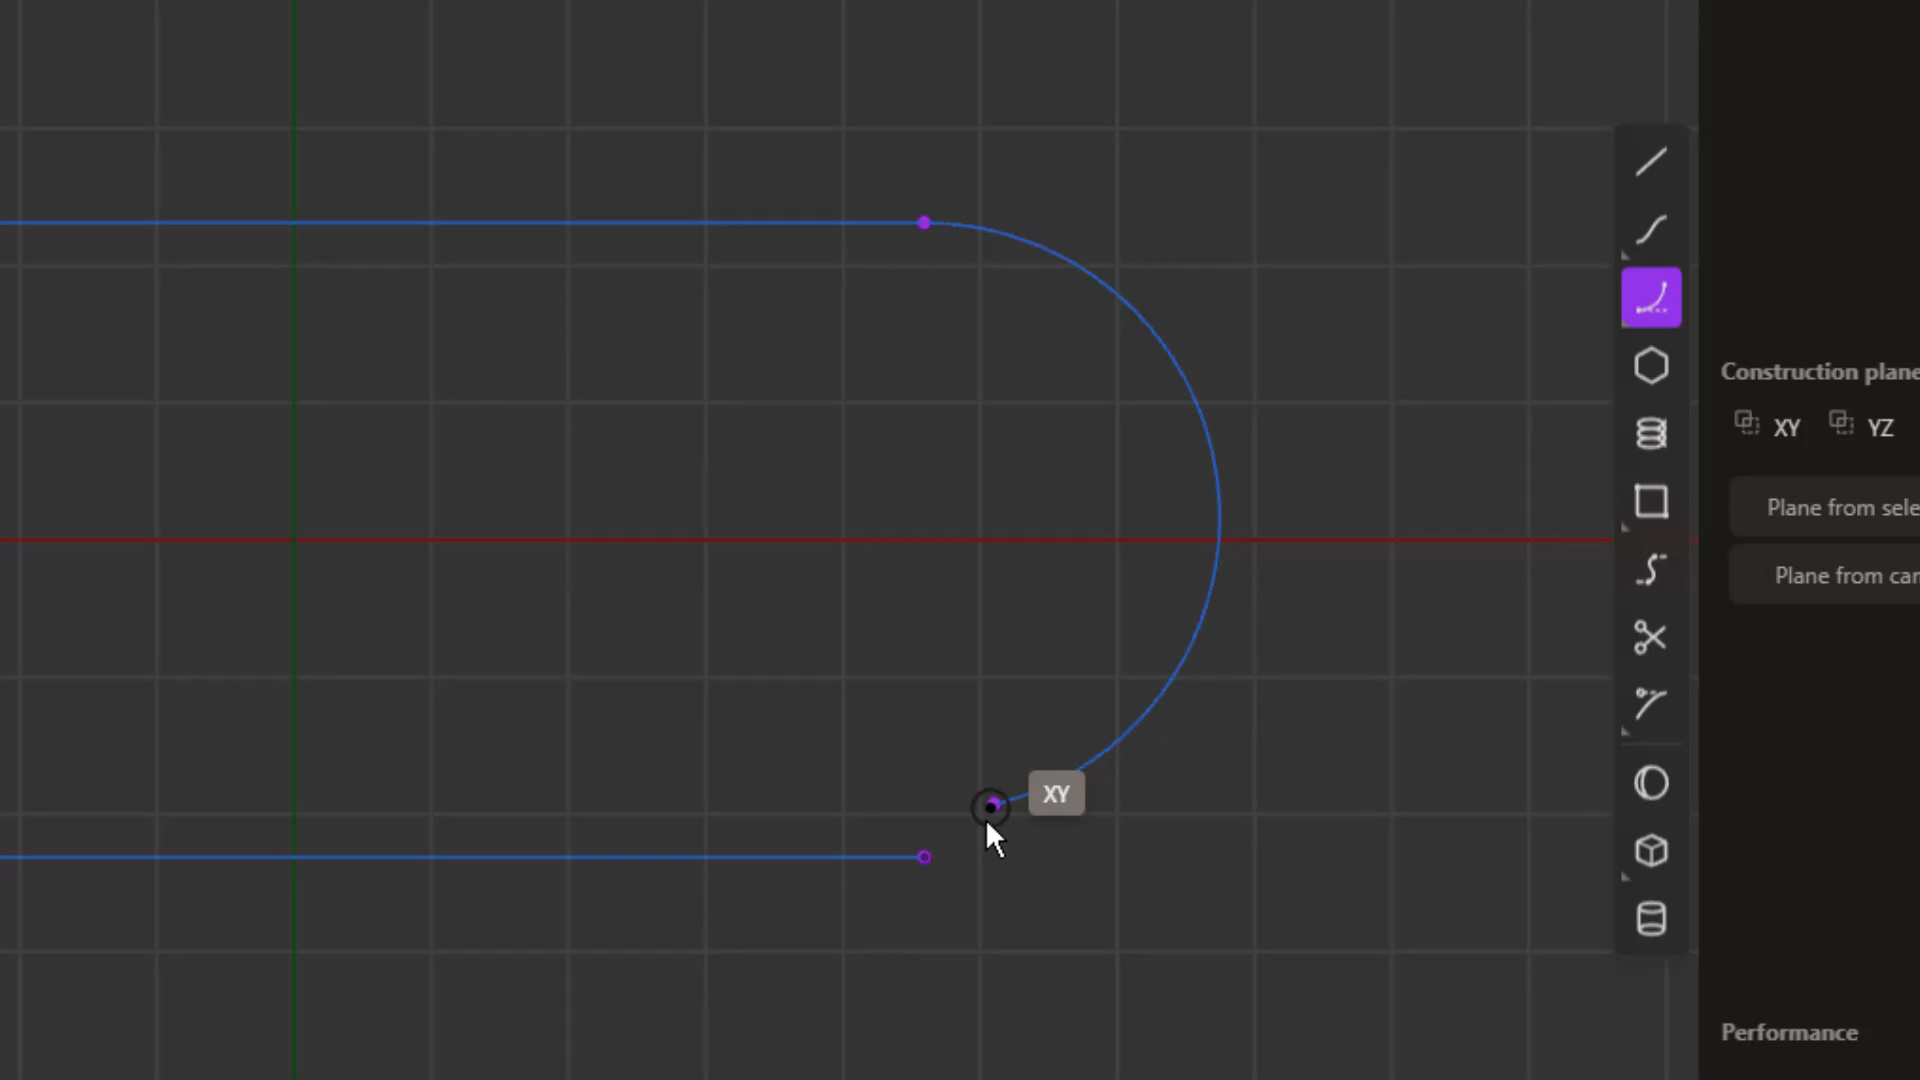 Construction plane
XY YZ
Plane from sele
Plane from car
XY
Performance